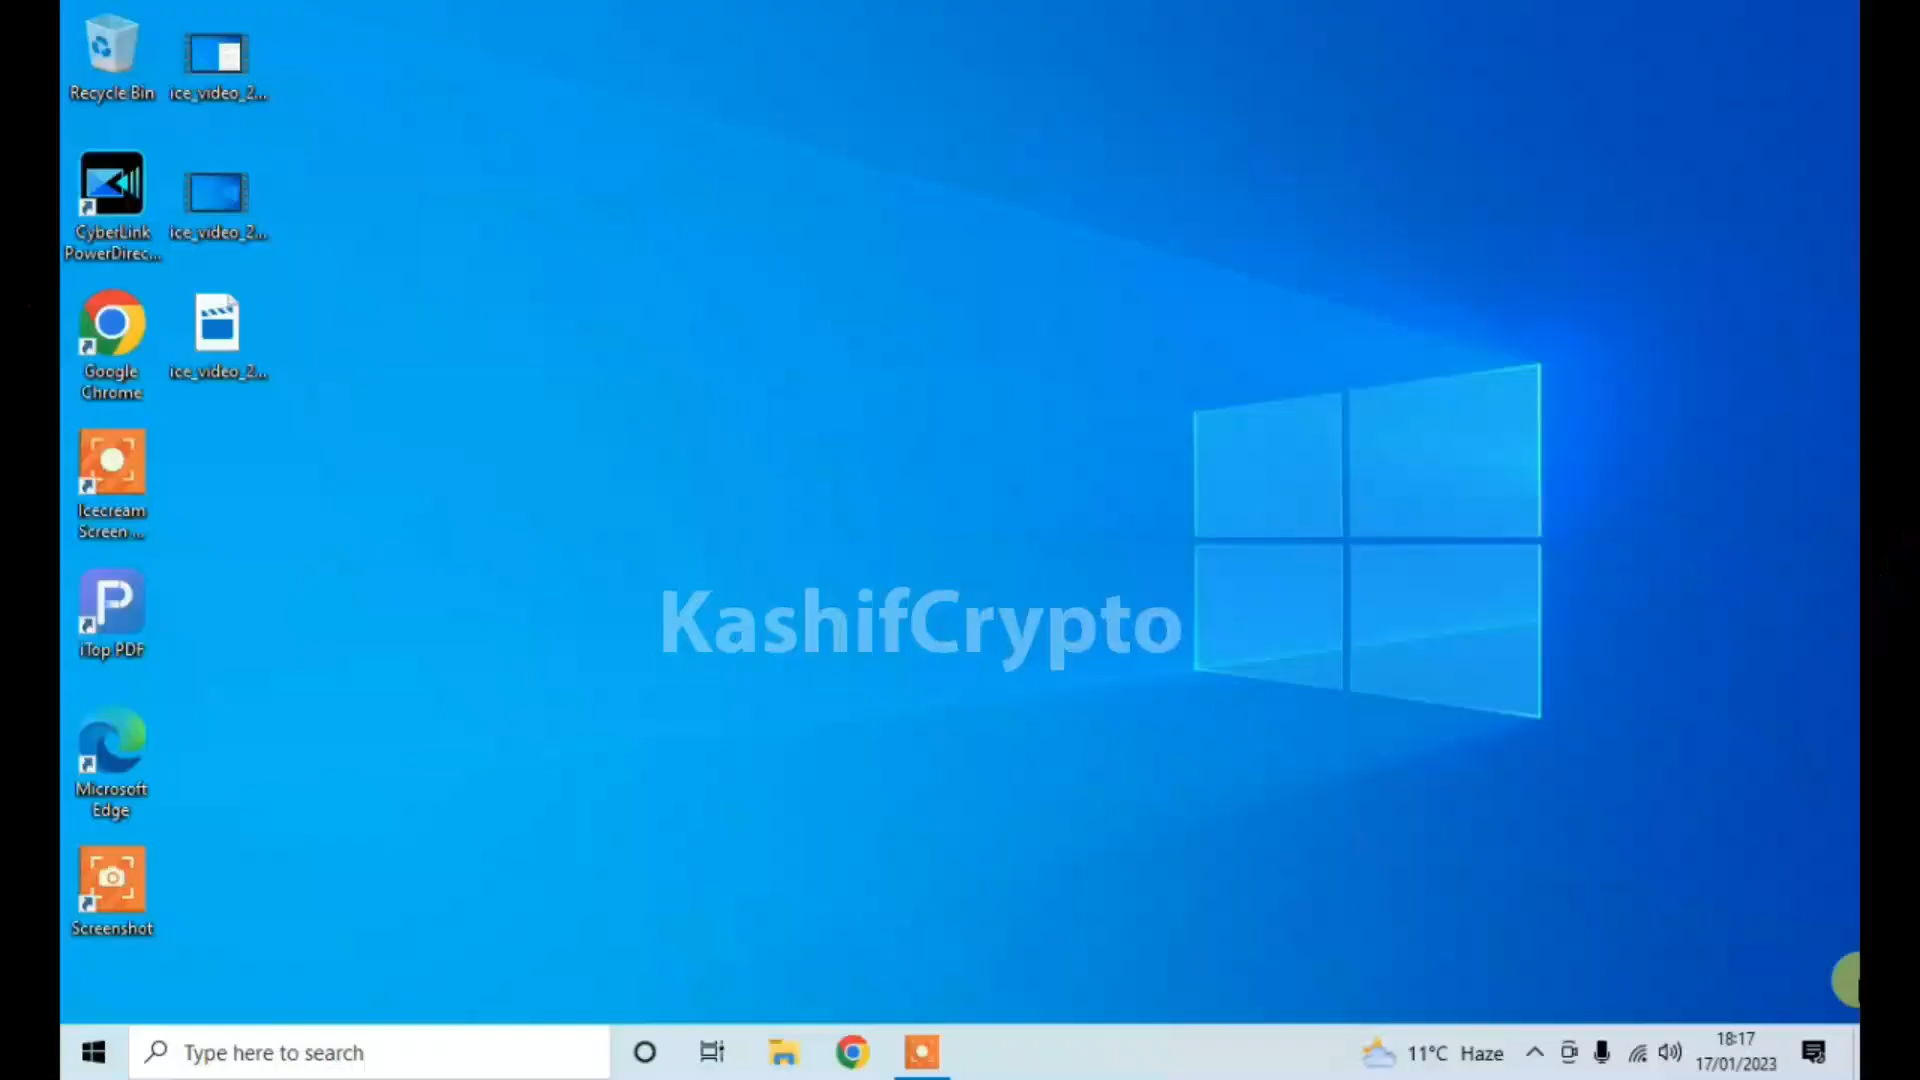 Recycle Bin
ice_video_2...
CyberLink
PowerDirec...
ice_video_2...
Google
Chrome
ice_video_2...
Icecream
Screen ...
iTop PDF
Microsoft
Edge
Screenshot
KashifCrypto
Type here to search
11°C Haze
18:17
17/01/2023